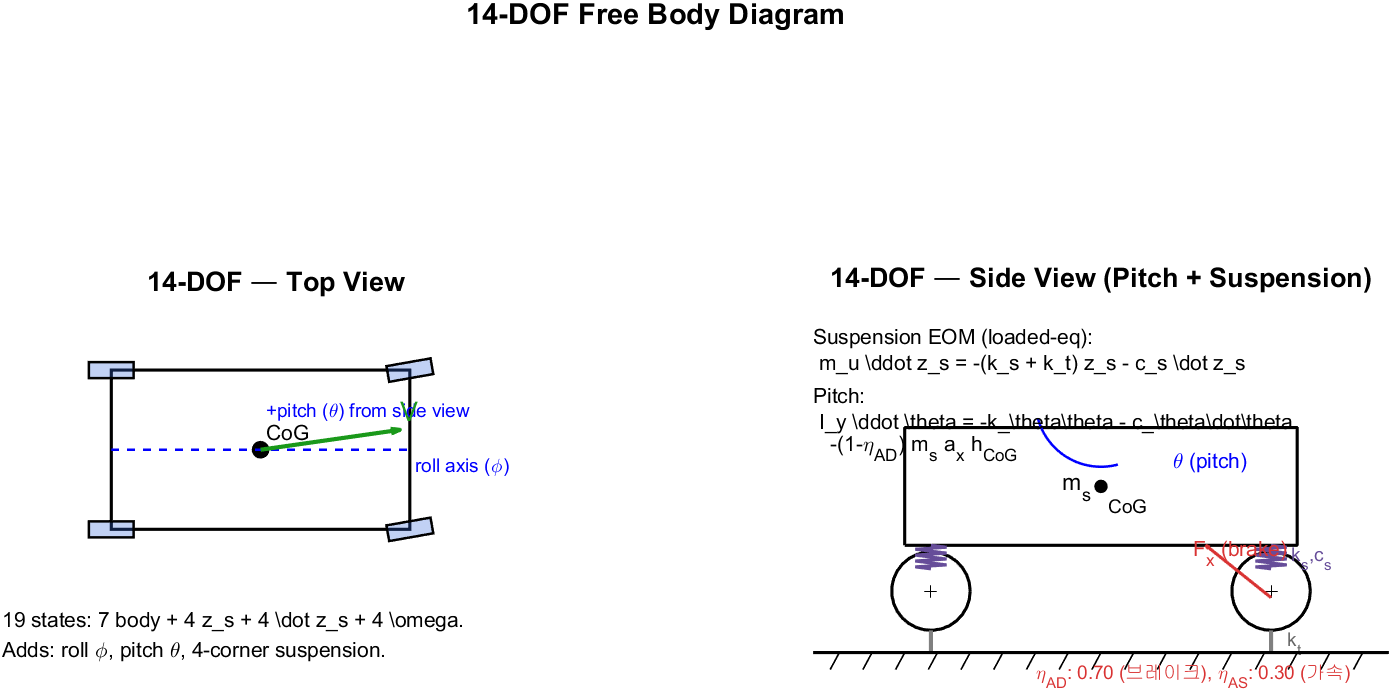 14-DOF Free Body Diagram
14-DOF — Top View
+pitch (θ) from side view
V
CoG
roll axis (ϕ)
19 states: 7 body + 4 z_s + 4 \dot z_s + 4 \omega.
Adds: roll ϕ, pitch θ, 4-corner suspension.
14-DOF — Side View (Pitch + Suspension)
Suspension EOM (loaded-eq):
m_u \ddot z_s = -(k_s + k_t) z_s - c_s \dot z_s
Pitch:
I_y \ddot \theta = -k_\theta\theta - c_\theta\dot\theta
-(1-η_AD) m_s a_x h_CoG
θ (pitch)
m_s
CoG
F_x (brake)
k_s,c_s
k_t
η_AD: 0.70 (브레이크), η_AS: 0.30 (가속)